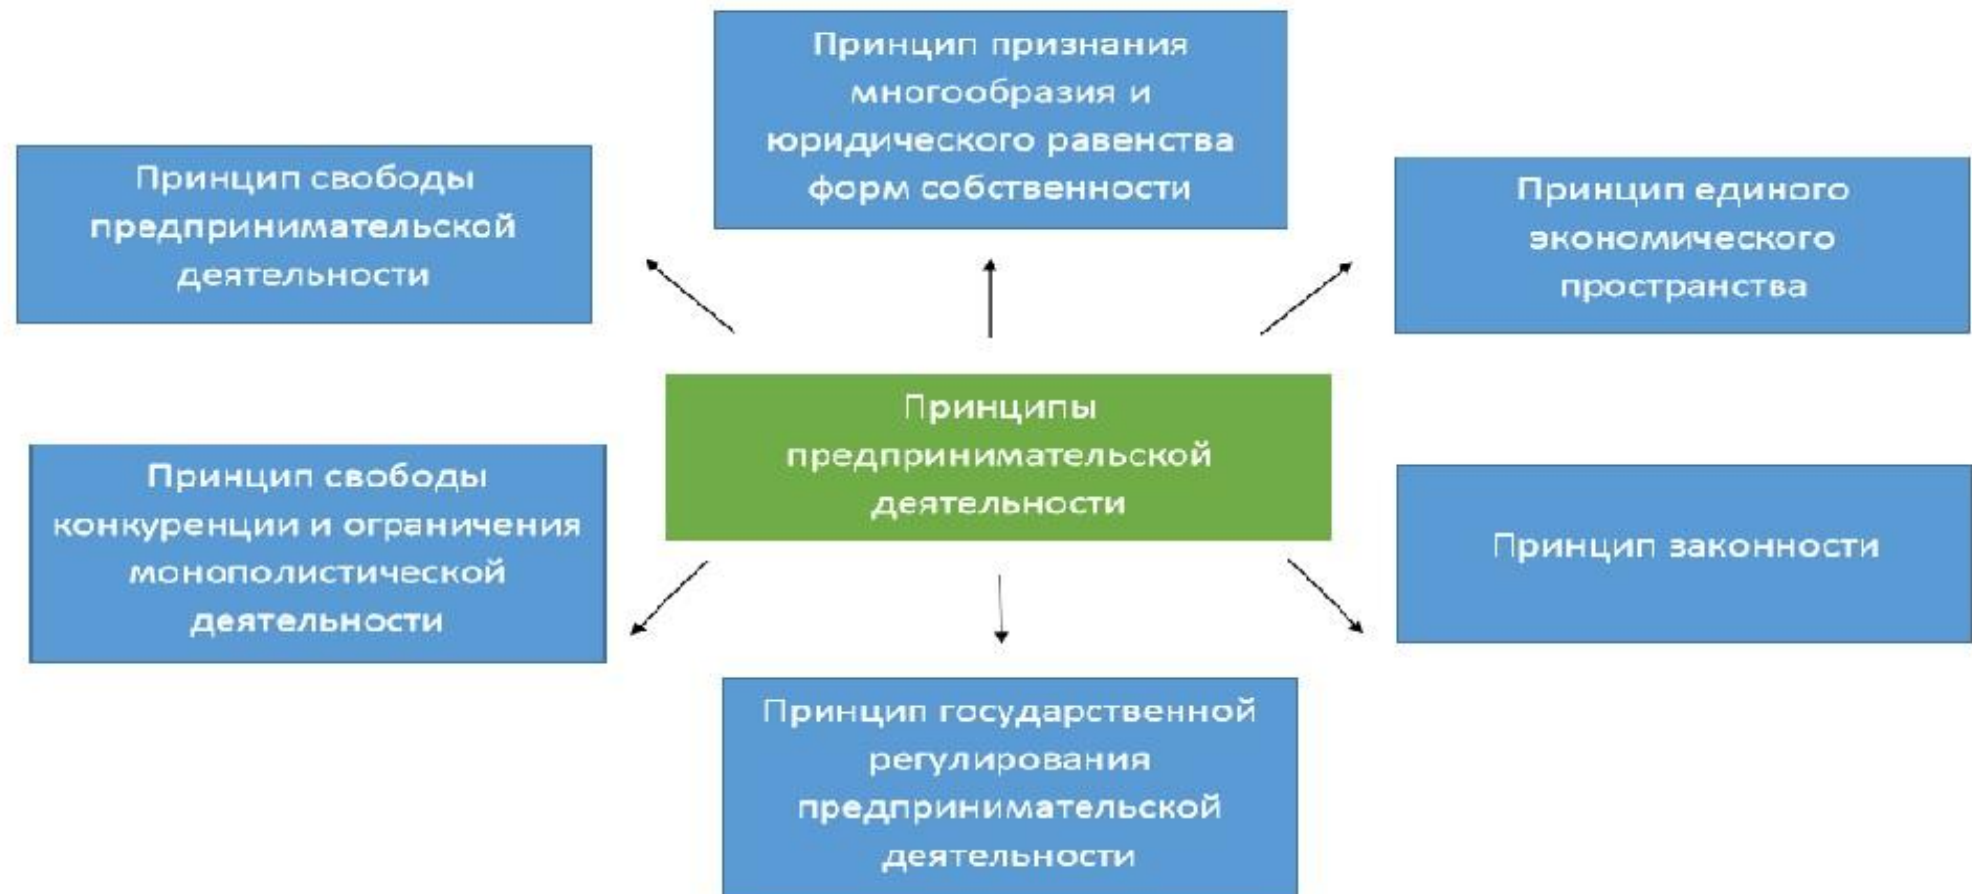 Принцип признания
многообразия и
юридического равенства
форм собственности
Принцип свободы
предпринимательской
деятельности
Принцип единого
экономического
пространства
Принципы
предпринимательской
деятельности
Принцип свободы
конкуренции и ограничения
монополистической
деятельности
Принцип законности
Принцип государственной
регулирования
предпринимательской
деятельности